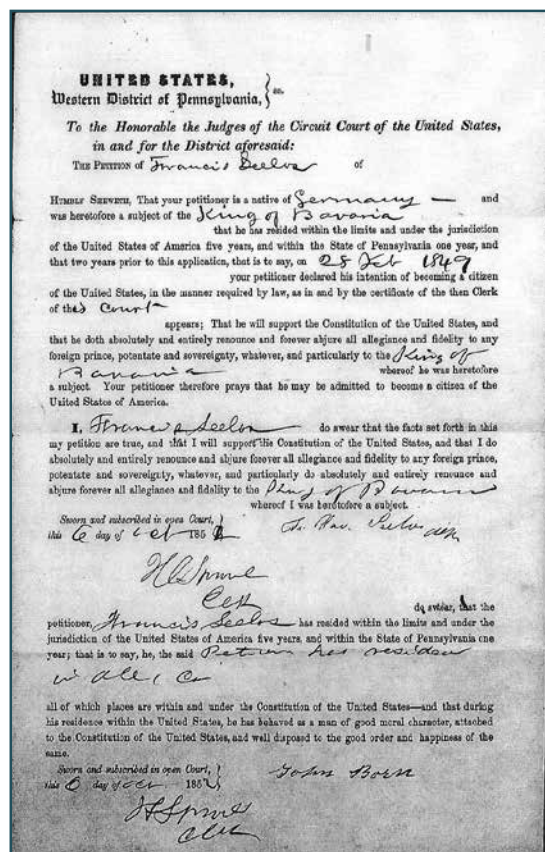 UNITED STATES,
Western District of Pennsylvania, } ss.
To the Honorable the Judges of the Circuit Court of the United States,
in and for the District aforesaid:
THE PETITION OF Francis Seelos of
HUMBLY SHEWETH, That your petitioner is a native of Germany — and
was heretofore a subject of the King of Bavaria
that he has resided within the limits and under the jurisdiction
of the United States of America five years, and within the State of Pennsylvania one year, and
that two years prior to this application, that is to say, on 28 Feb 1849
your petitioner declared his intention of becoming a citizen
of the United States, in the manner required by law, as in and by the certificate of the then Clerk
of the Court
appears; That he will support the Constitution of the United States, and
that he doth absolutely and entirely renounce and forever abjure all allegiance and fidelity to any
foreign prince, potentate and sovereignty, whatever, and particularly to the King of
Bavaria whereof he was heretofore
a subject. Your petitioner therefore prays that he may be admitted to become a citizen of the
United States of America.
I, Francis Seelos do swear that the facts set forth in this
my petition are true, and that I will support the Constitution of the United States, and that I do
absolutely and entirely renounce and abjure forever all allegiance and fidelity to any foreign prince,
potentate and sovereignty, whatever, and particularly do absolutely and entirely renounce and
abjure forever all allegiance and fidelity to the King of Bavaria
whereof I was heretofore a subject.
Sworn and subscribed in open Court,
this 6 day of Oct 1852 } Fr. Xav. Seelos
H Sproul
Clk
do swear, that the
petitioner, Francis Seelos has resided within the limits and under the
jurisdiction of the United States of America five years, and within the State of Pennsylvania one
year; that is to say, he, the said Petitioner has resided
in
all of which places are within and under the Constitution of the United States—and that during
his residence within the United States, he has behaved as a man of good moral character, attached
to the Constitution of the United States, and well disposed to the good order and happiness of the
same.
Sworn and subscribed in open Court,
this 6 day of Oct 1852 } John Boen
H Sproul
Clk